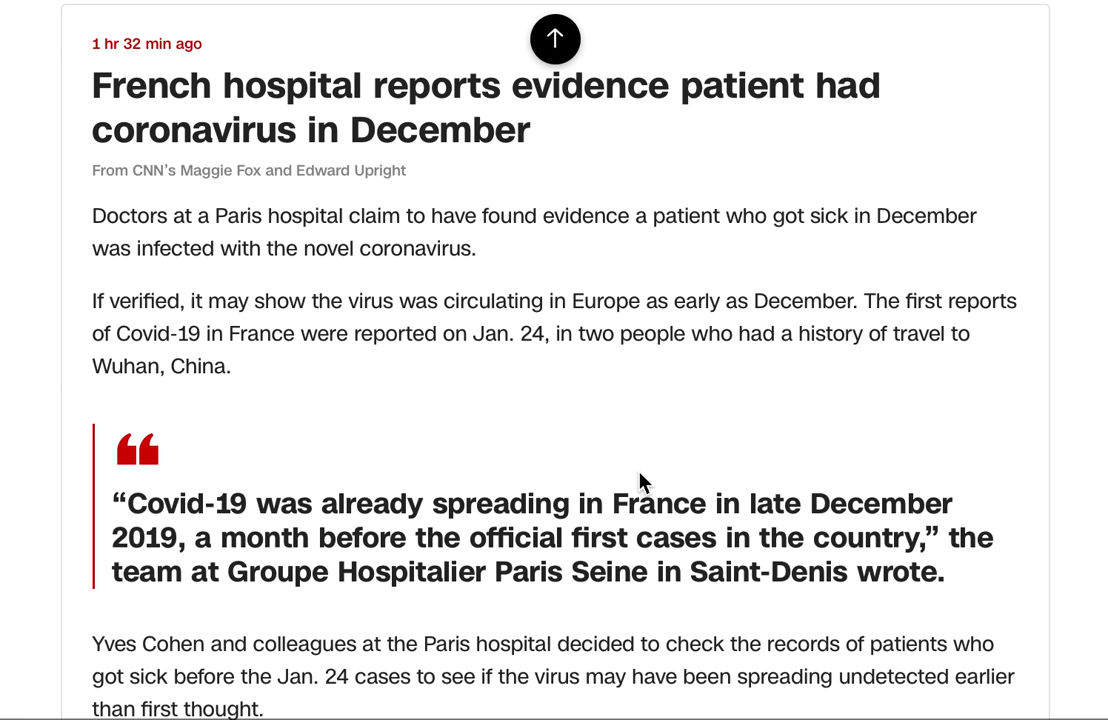 1 hr 32 min ago
French hospital reports evidence patient had
coronavirus in December
From CNN’s Maggie Fox and Edward Upright
Doctors at a Paris hospital claim to have found evidence a patient who got sick in December
was infected with the novel coronavirus.
If verified, it may show the virus was circulating in Europe as early as December. The first reports
of Covid-19 in France were reported on Jan. 24, in two people who had a history of travel to
Wuhan, China.
“Covid-19 was already spreading in France in late December
2019, a month before the official first cases in the country,” the
team at Groupe Hospitalier Paris Seine in Saint-Denis wrote.
Yves Cohen and colleagues at the Paris hospital decided to check the records of patients who
got sick before the Jan. 24 cases to see if the virus may have been spreading undetected earlier
than first thought.